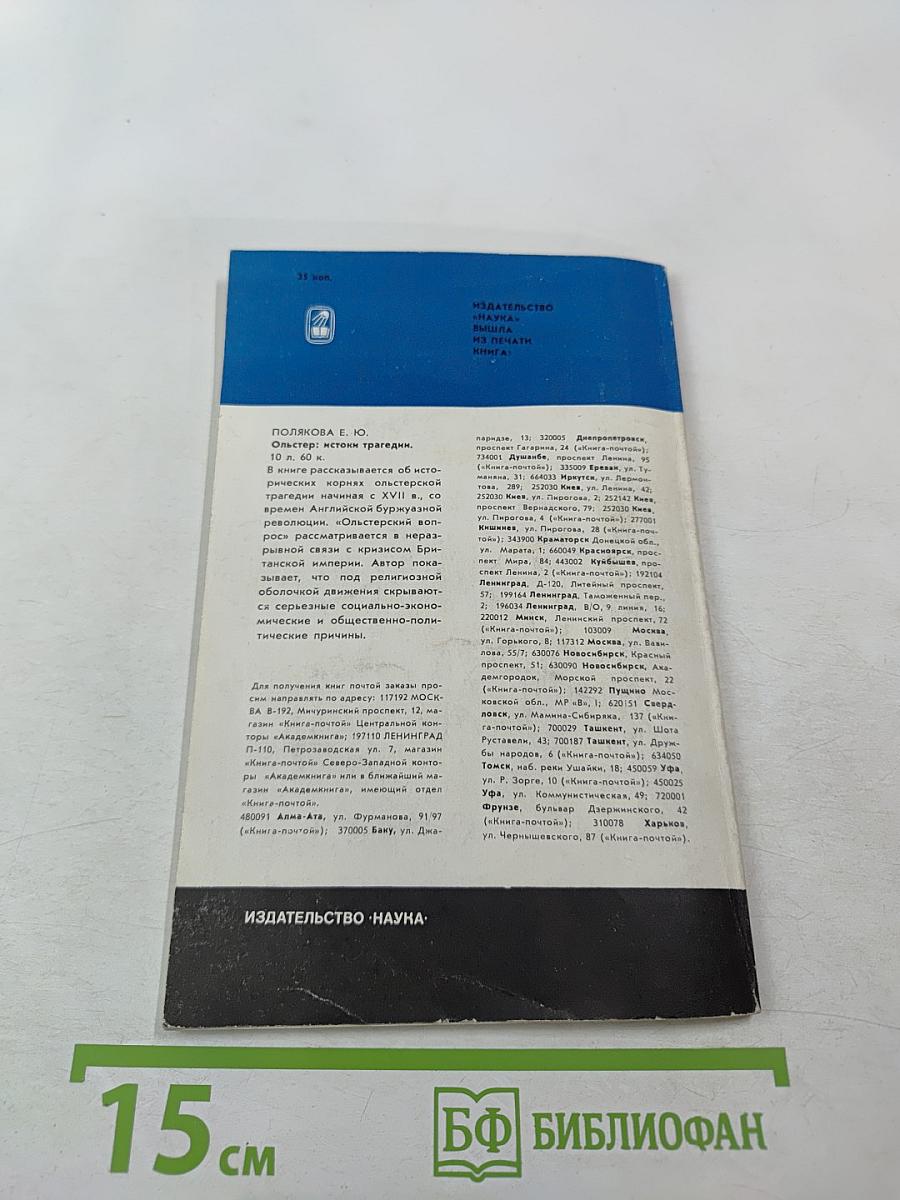 35 коп.
ИЗДАТЕЛЬСТВО
«НАУКА»
ВЫШЛА
ИЗ ПЕЧАТИ
КНИГА:
ПОЛЯКОВА Е. Ю.
Ольстер: истоки трагедии.
10 л. 60 к.
В книге рассказывается об исто-
рических корнях ольстерской
трагедии начиная с XVII в., со
времен Английской буржуазной
революции. «Ольстерский воп-
рос» рассматривается в нераз-
рывной связи с кризисом Бри-
танской империи. Автор пока-
зывает, что под религиозной
оболочкой движения скрывают-
ся серьезные социально-эконо-
мические и общественно-поли-
тические причины.
Для получения книг почтой заказы про-
сим направлять по адресу: 117192 МОСК-
ВА В-192, Мичуринский проспект, 12, ма-
газин «Книга-почтой» Центральной кон-
торы «Академкнига»; 197110 ЛЕНИНГРАД
П-110, Петрозаводская ул. 7, магазин
«Книга-почтой» Северо-Западной конто-
ры «Академкнига» или в ближайший ма-
газин «Академкнига», имеющий отдел
«Книга-почтой».
480091 Алма-Ата, ул. Фурманова, 91/97
(«Книга-почтой»); 370005 Баку, ул. Джа-
паридзе, 13; 320005 Днепропетровск,
проспект Гагарина, 24 («Книга-почтой»);
734001 Душанбе, проспект Ленина, 95
(«Книга-почтой»); 335009 Ереван, ул. Ту-
маняна, 31; 664033 Иркутск, ул. Лермон-
това, 289; 252030 Киев, ул. Ленина, 42;
252030 Киев, ул. Пирогова, 2; 252142 Киев,
проспект Вернадского, 79; 252030 Киев,
ул. Пирогова, 4 («Книга-почтой»); 277001
Кишинев, ул. Пирогова, 28 («Книга-поч-
той»); 343900 Краматорск Донецкой обл.,
ул. Марата, 1; 660049 Красноярск, прос-
пект Мира, 84; 443002 Куйбышев, про-
спект Ленина, 2 («Книга-почтой»); 192104
Ленинград, Д-120, Литейный проспект,
57; 199164 Ленинград, Таможенный пер.,
2; 196034 Ленинград, В/О, 9 линия, 16;
220012 Минск, Ленинский проспект, 72
(«Книга-почтой»); 103009 Москва,
ул. Горького, 8; 117312 Москва, ул. Вави-
лова, 55/7; 630076 Новосибирск, Красный
проспект, 51; 630090 Новосибирск, Ака-
демгородок, Морской проспект, 22
(«Книга-почтой»); 142292 Пущино Мос-
ковской обл., МР «В», 1; 620151 Сверд-
ловск, ул. Мамина-Сибиряка, 137 («Кни-
га-почтой»); 700029 Ташкент, ул. Шота
Руставели, 43; 700187 Ташкент, ул. Друж-
бы народов, 6 («Книга-почтой»); 634050
Томск, наб. реки Ушайки, 18; 450059 Уфа,
ул. Р. Зорге, 10 («Книга-почтой»); 450025
Уфа, ул. Коммунистическая, 49; 720001
Фрунзе, бульвар Дзержинского, 42
(«Книга-почтой»); 310078 Харьков,
ул. Чернышевского, 87 («Книга-почтой»).
ИЗДАТЕЛЬСТВО «НАУКА»
15 см
БФ БИБЛИОФАН